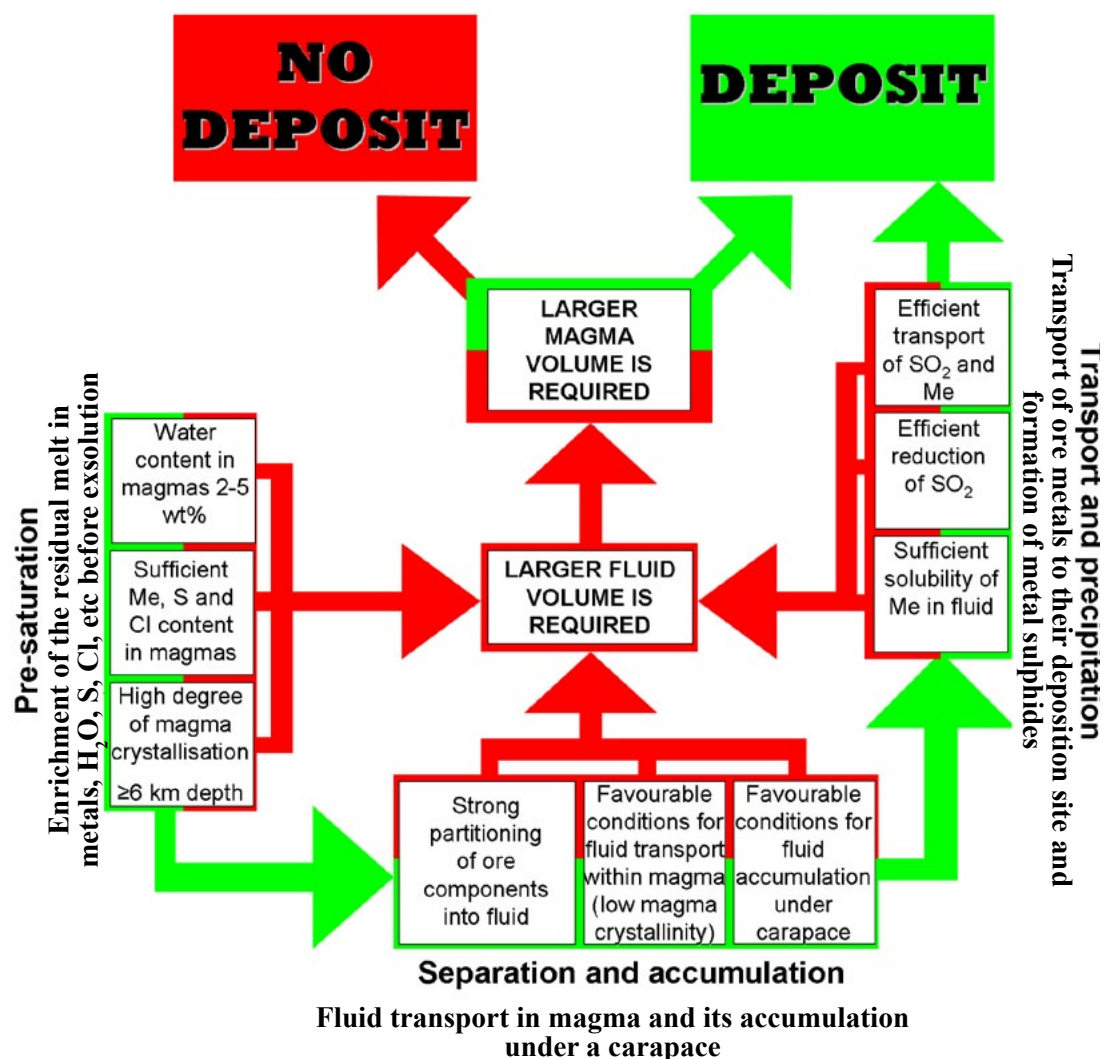 NO
DEPOSIT
DEPOSIT
LARGER
MAGMA
VOLUME IS
REQUIRED
Efficient
transport
of SO₂ and
Me
Efficient
reduction
of SO₂
Sufficient
solubility of
Me in fluid
Transport and precipitation
Transport of ore metals to their deposition site and
formation of metal sulphides
Pre-saturation
Enrichment of the residual melt in
metals, H₂O, S, Cl, etc before exsolution
Water
content in
magmas 2-5
wt%
Sufficient
Me, S and
Cl content
in magmas
High degree
of magma
crystallisation
≥6 km depth
LARGER FLUID
VOLUME IS
REQUIRED
Strong
partitioning
of ore
components
into fluid
Favourable
conditions for
fluid transport
within magma
(low magma
crystallinity)
Favourable
conditions for
fluid
accumulation
under
carapace
Separation and accumulation
Fluid transport in magma and its accumulation
under a carapace